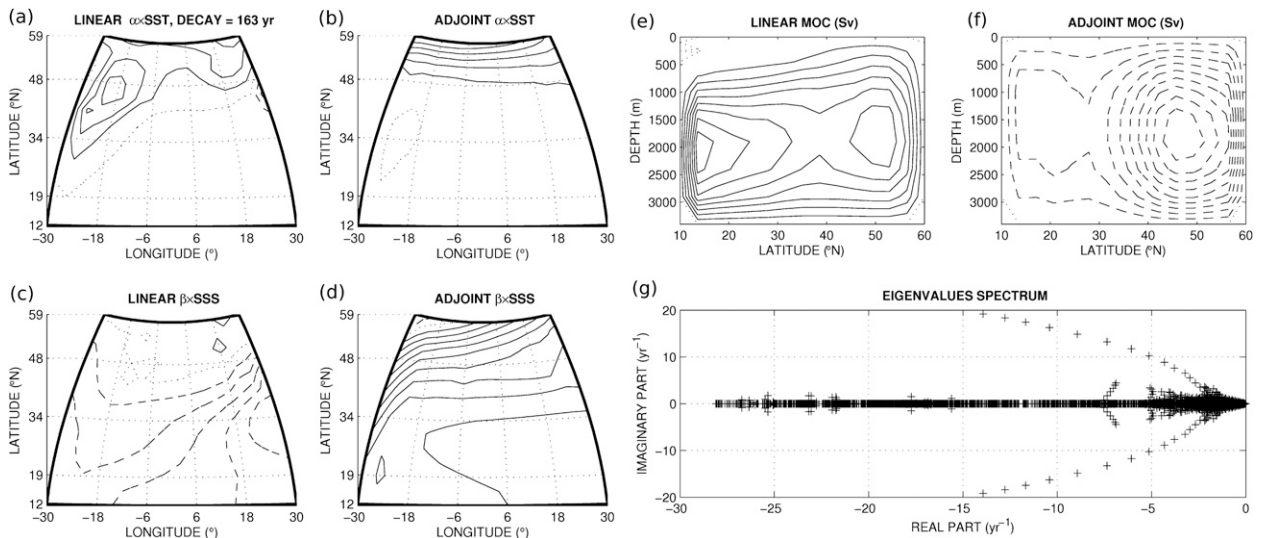 (a) LINEAR α×SST, DECAY = 163 yr
59
48
34
19
12
LATITUDE (°N)
−30 −18 −6 6 18 30
LONGITUDE (°)
(b) ADJOINT α×SST
59
48
34
19
12
LATITUDE (°N)
−30 −18 −6 6 18 30
LONGITUDE (°)
(e) LINEAR MOC (Sv)
0
500
1000
1500
2000
2500
3000
DEPTH (m)
10 20 30 40 50 60
LATITUDE (°N)
(f) ADJOINT MOC (Sv)
0
500
1000
1500
2000
2500
3000
DEPTH (m)
10 20 30 40 50 60
LATITUDE (°N)
(c) LINEAR β×SSS
59
48
34
19
12
LATITUDE (°N)
−30 −18 −6 6 18 30
LONGITUDE (°)
(d) ADJOINT β×SSS
59
48
34
19
12
LATITUDE (°N)
−30 −18 −6 6 18 30
LONGITUDE (°)
(g) EIGENVALUES SPECTRUM
20
10
0
−10
−20
IMAGINARY PART (yr⁻¹)
−30 −25 −20 −15 −10 −5 0
REAL PART (yr⁻¹)